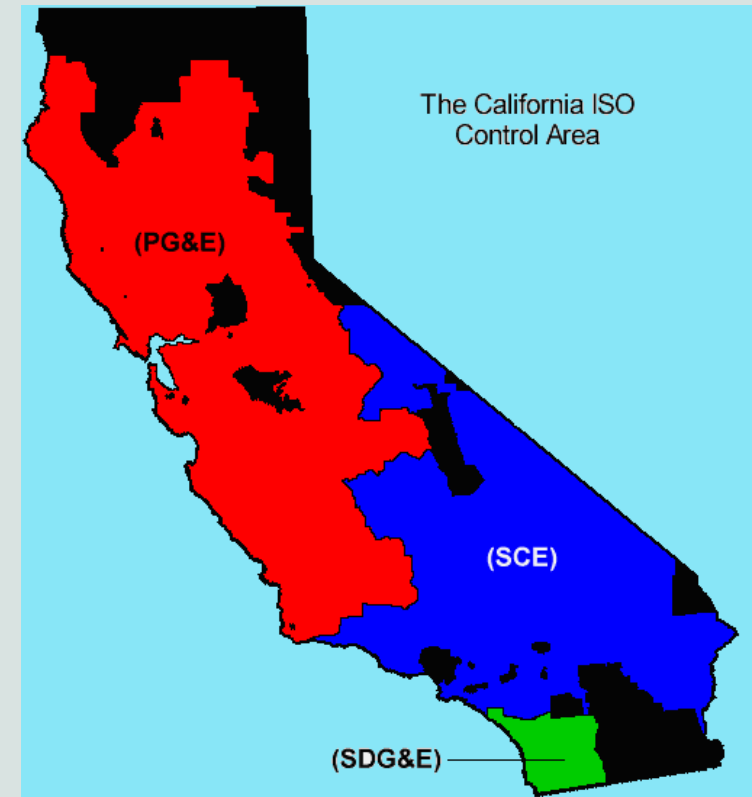 The California ISO
Control Area
(PG&E)
(SCE)
(SDG&E)